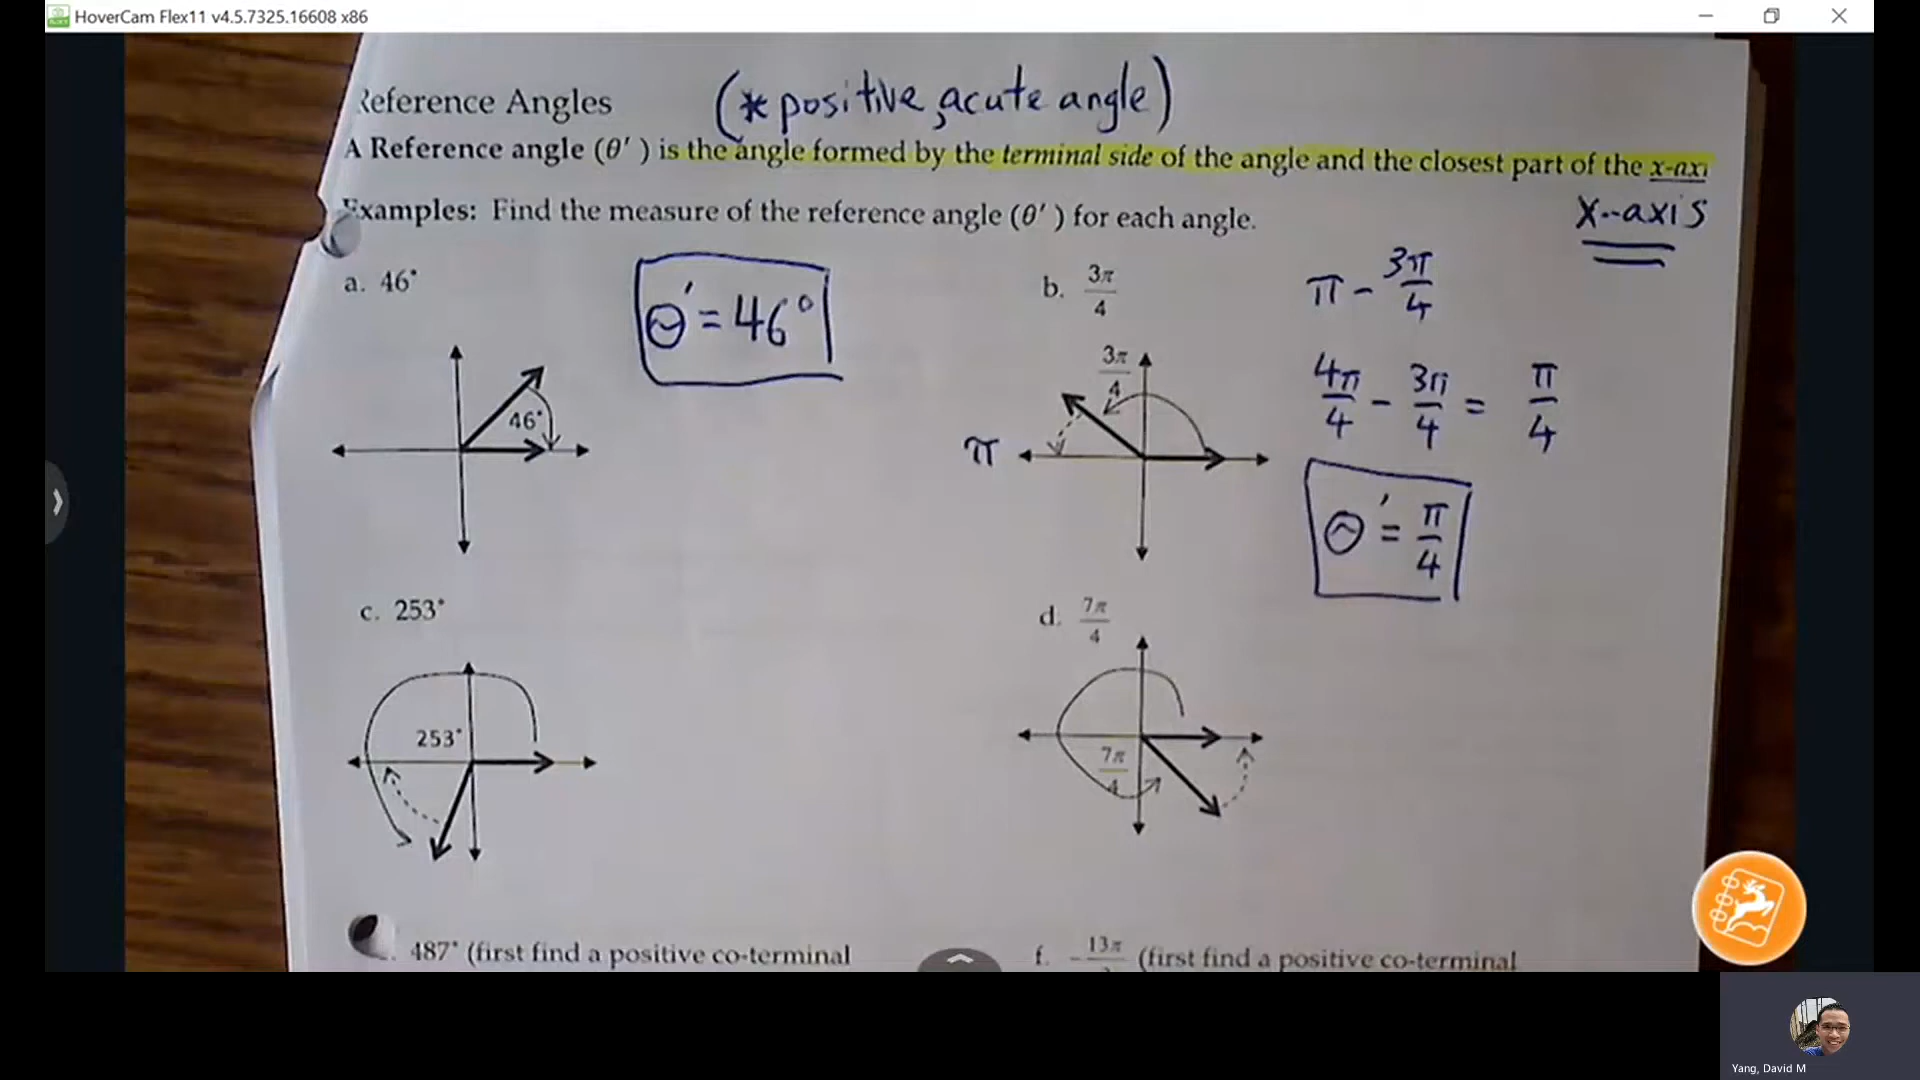 HoverCam Flex11 v4.5.7325.16608 x86
Reference Angles (*positive, acute angle)
A Reference angle (θ′ ) is the angle formed by the terminal side of the angle and the closest part of the x-axi
x-axis
Examples: Find the measure of the reference angle (θ′ ) for each angle.
a. 46°
θ′ = 46°
46°
b. 3π/4
π - 3π/4
3π/4
4π/4 - 3π/4 = π/4
π
θ′ = π/4
c. 253°
253°
d. 7π/4
7π/4
487° (first find a positive co-terminal
f. -13π (first find a positive co-terminal
Yang, David M